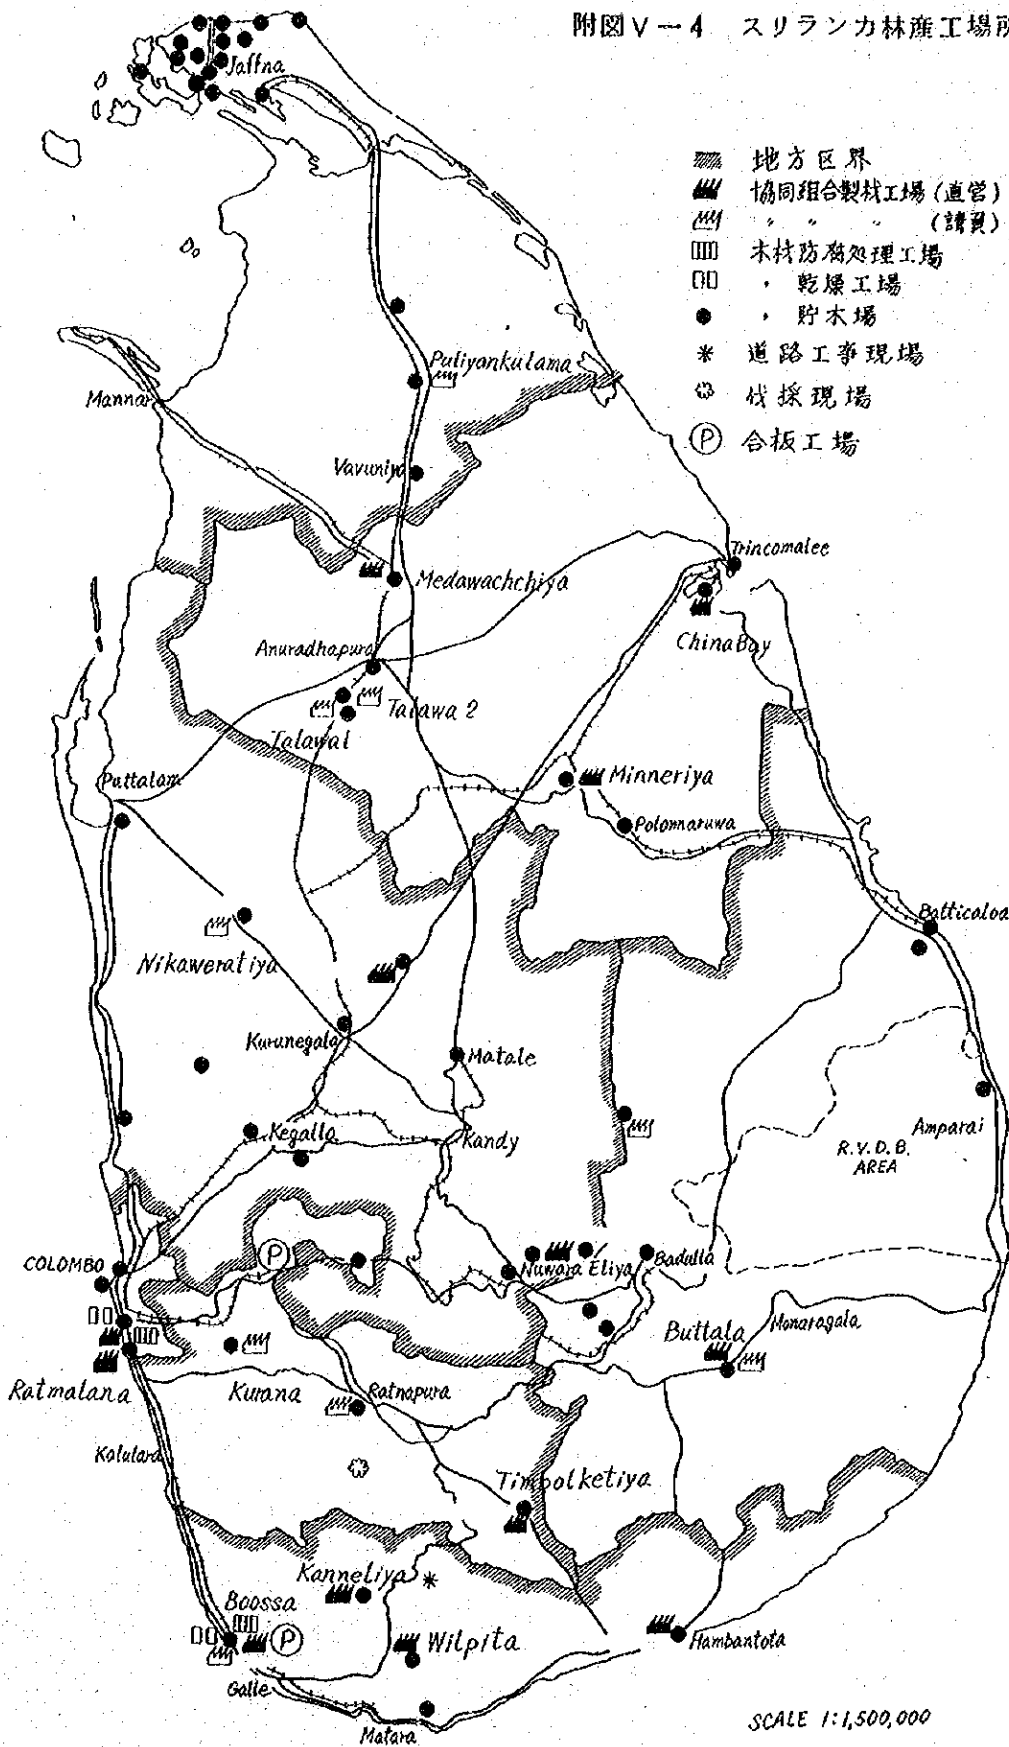 附図V-4 スリランカ林産工場所
Jaffna
地方区界
協同組合製材工場(直営)
〃 〃 〃 (請負)
木材防腐処理工場
〃 乾燥工場
〃 貯木場
道路工事現場
伐採現場
P 合板工場
Puliyankulama
Mannar
Vavuniya
Trincomalee
Medawachchiya
China Bay
Anuradhapura
Talawa 2
Talawa1
Minneriya
Puttalam
Polonnaruwa
Batticaloa
Nikaweratiya
Kurunegala
Matale
Amparai
Kegalla
Kandy
R.V.D.B.
AREA
P
COLOMBO
Nuwara Eliya
Badulla
Monaragala
Buttala
Ratmalana
Kurana
Ratnapura
Kalutara
Timbolketiya
Kanneliya
Boossa
P
Wilpita
Hambantota
Galle
Matara
SCALE 1:1,500,000